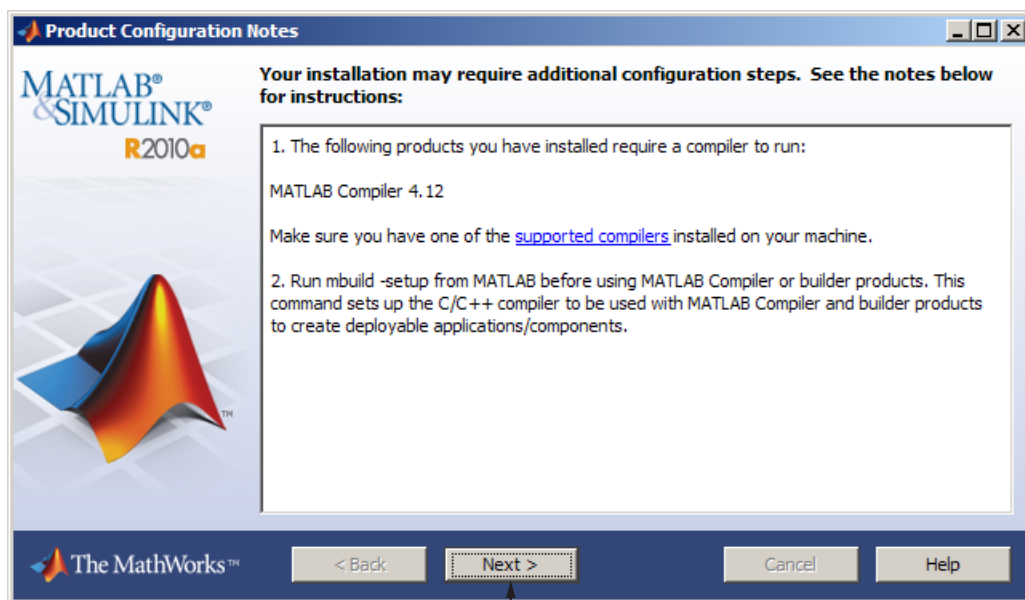 Product Configuration Notes
MATLAB®
&SIMULINK®
R2010a
Your installation may require additional configuration steps. See the notes below
for instructions:
1. The following products you have installed require a compiler to run:
MATLAB Compiler 4.12
Make sure you have one of the supported compilers installed on your machine.
2. Run mbuild -setup from MATLAB before using MATLAB Compiler or builder products. This
command sets up the C/C++ compiler to be used with MATLAB Compiler and builder products
to create deployable applications/components.
TM
The MathWorks™
< Back
Next >
Cancel
Help